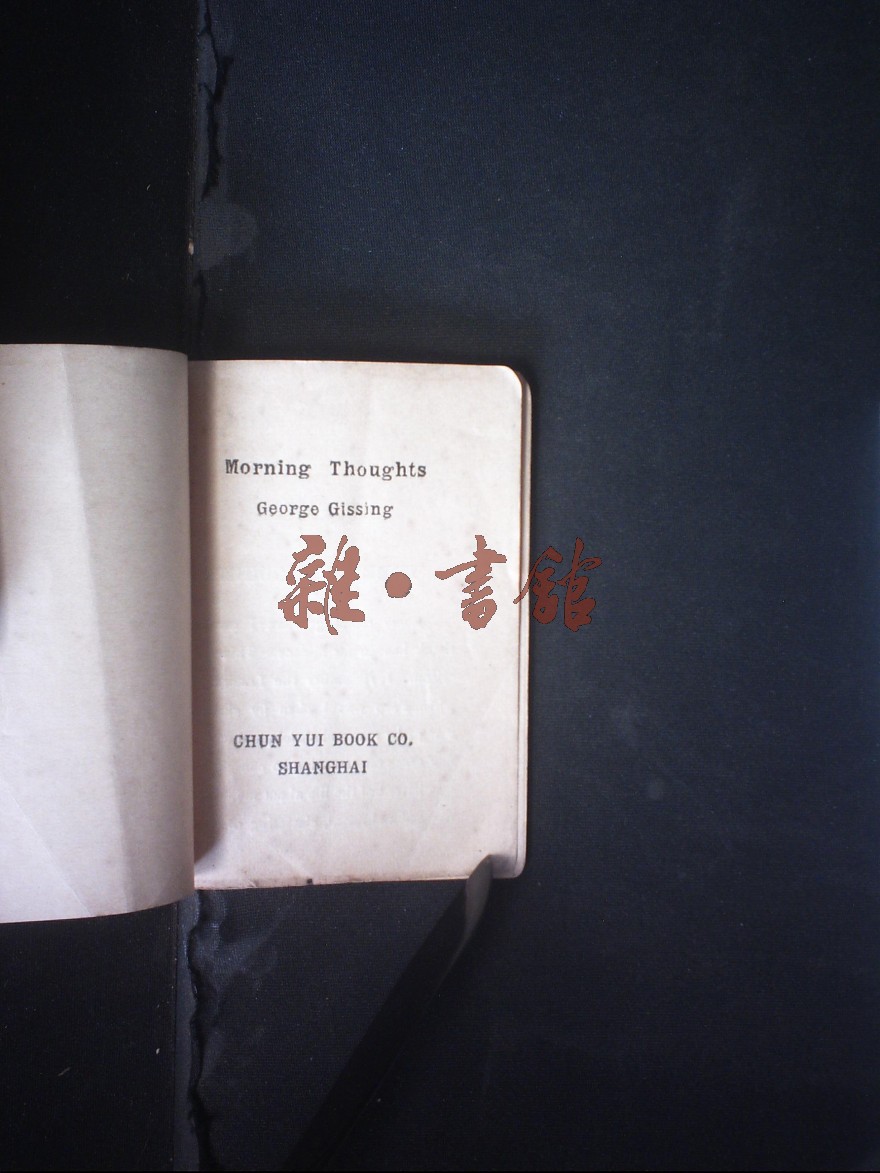 Morning Thoughts
George Gissing
雜·書館
CHUN YUI BOOK CO.
SHANGHAI